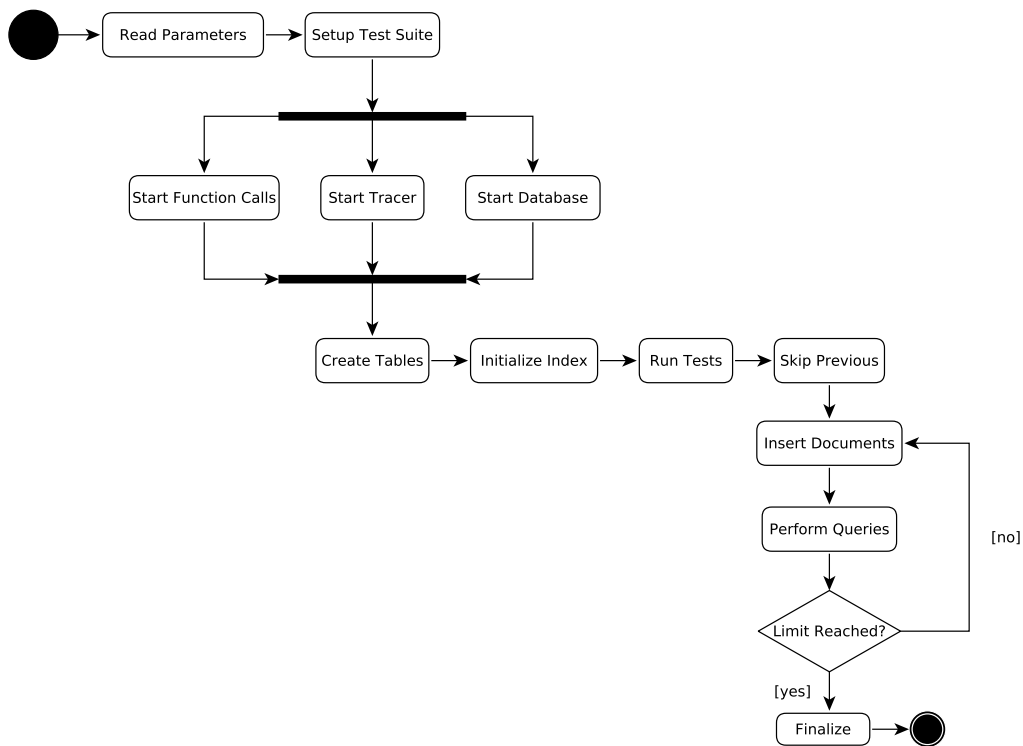 Read Parameters
Setup Test Suite
Start Function Calls
Start Tracer
Start Database
Create Tables
Initialize Index
Run Tests
Skip Previous
Insert Documents
Perform Queries
[no]
Limit Reached?
[yes]
Finalize